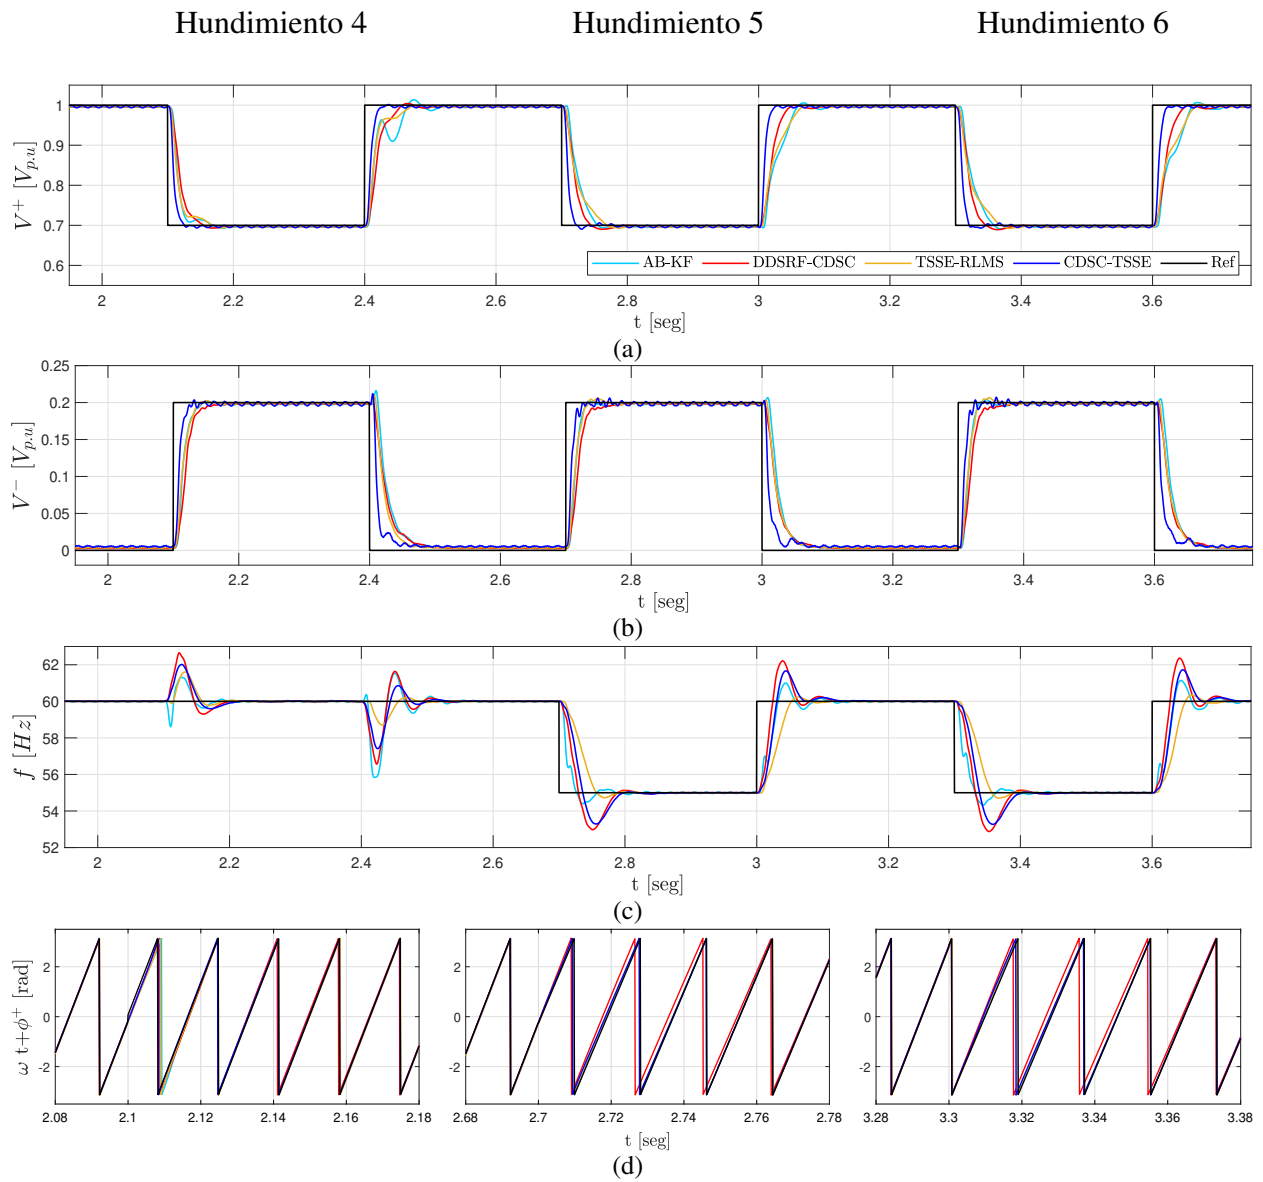 Hundimiento 4 Hundimiento 5 Hundimiento 6
V⁺ [V_{p.u}]
1
0.9
0.8
0.7
0.6
AB-KF DDSRF-CDSC TSSE-RLMS CDSC-TSSE Ref
2 2.2 2.4 2.6 2.8 3 3.2 3.4 3.6
t [seg]
(a)
V⁻ [V_{p.u}]
0.25
0.2
0.15
0.1
0.05
0
2 2.2 2.4 2.6 2.8 3 3.2 3.4 3.6
t [seg]
(b)
f [Hz]
62
60
58
56
54
52
2 2.2 2.4 2.6 2.8 3 3.2 3.4 3.6
t [seg]
(c)
ω t+ϕ⁺ [rad]
2 2 2
0 0 0
-2 -2 -2
2.08 2.1 2.12 2.14 2.16 2.18 2.68 2.7 2.72 2.74 2.76 2.78 3.28 3.3 3.32 3.34 3.36 3.38
t [seg]
(d)